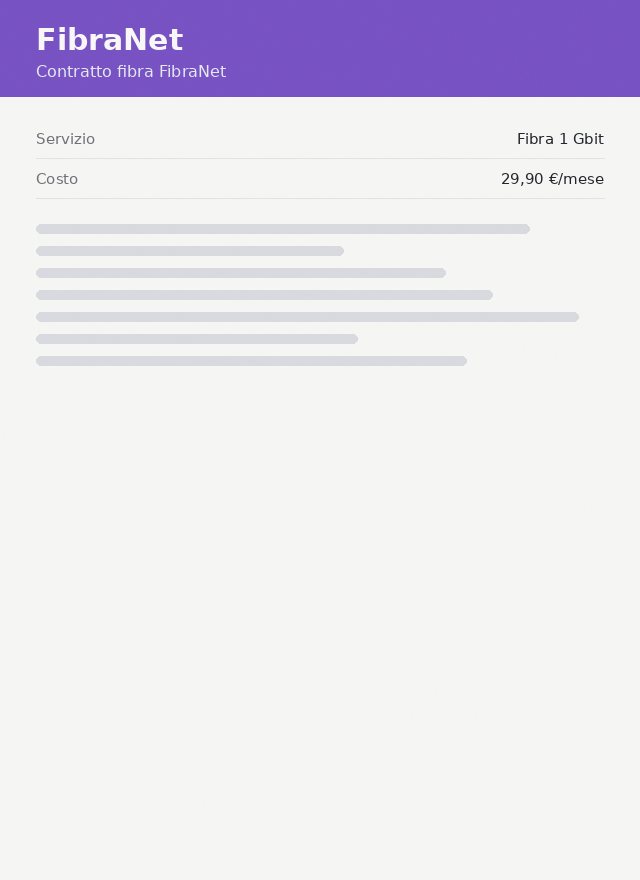 FibraNet
Contratto fibra FibraNet
Servizio Fibra 1 Gbit
Costo 29,90 €/mese